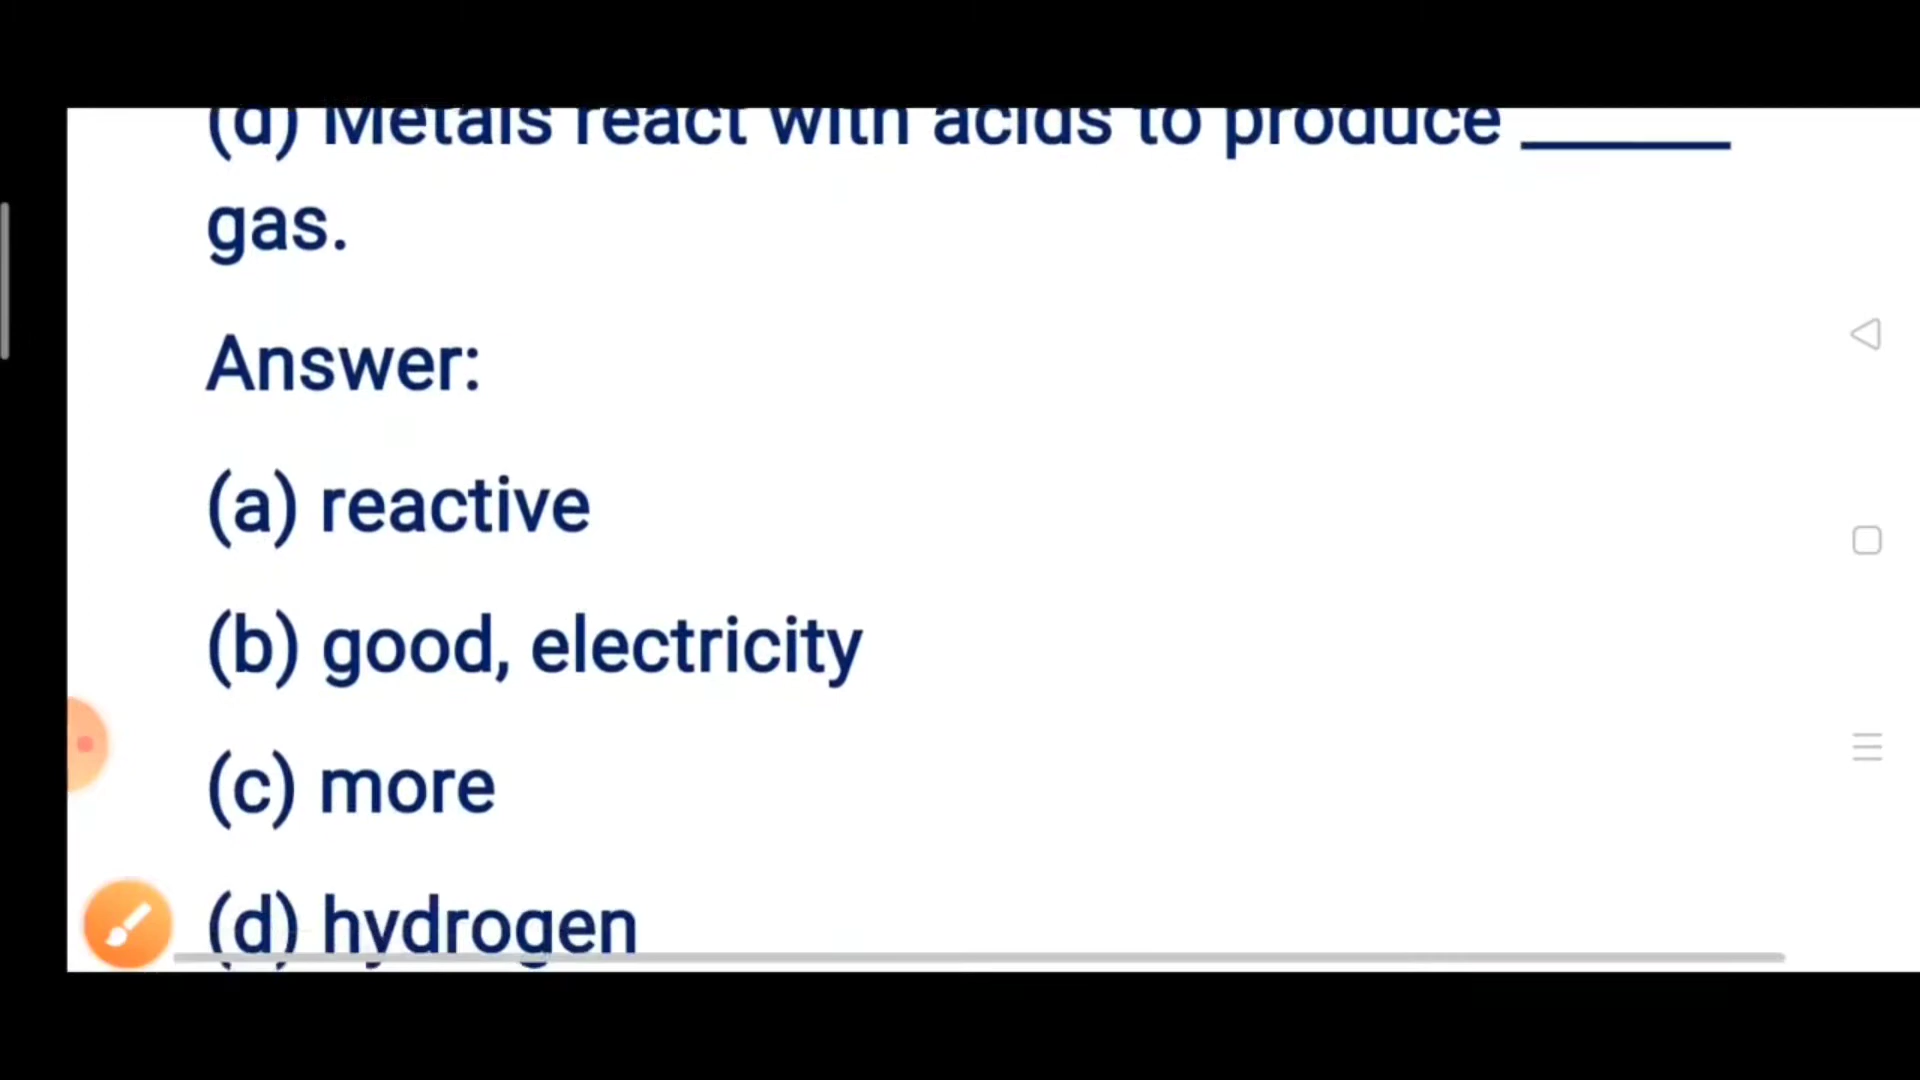 (d) Metals react with acids to produce ______
gas.
Answer:
(a) reactive
(b) good, electricity
(c) more
(d) hydrogen